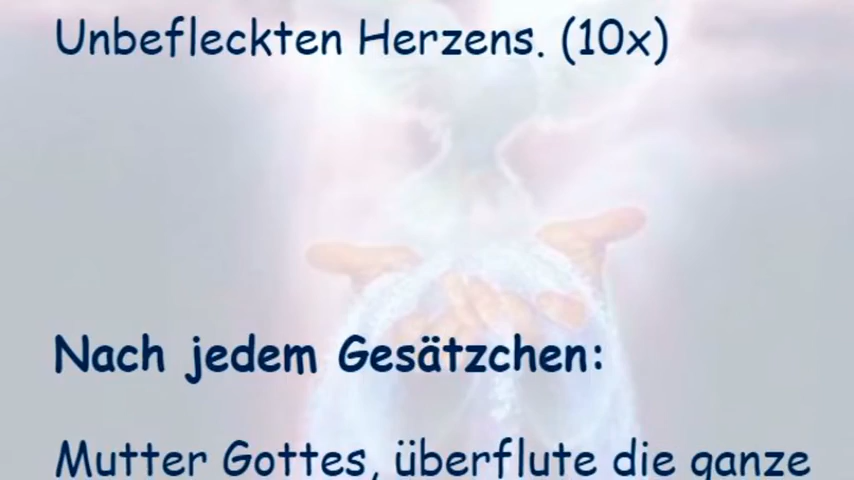 Unbefleckten Herzens. (10x)
Nach jedem Gesätzchen:
Mutter Gottes, überflute die ganze